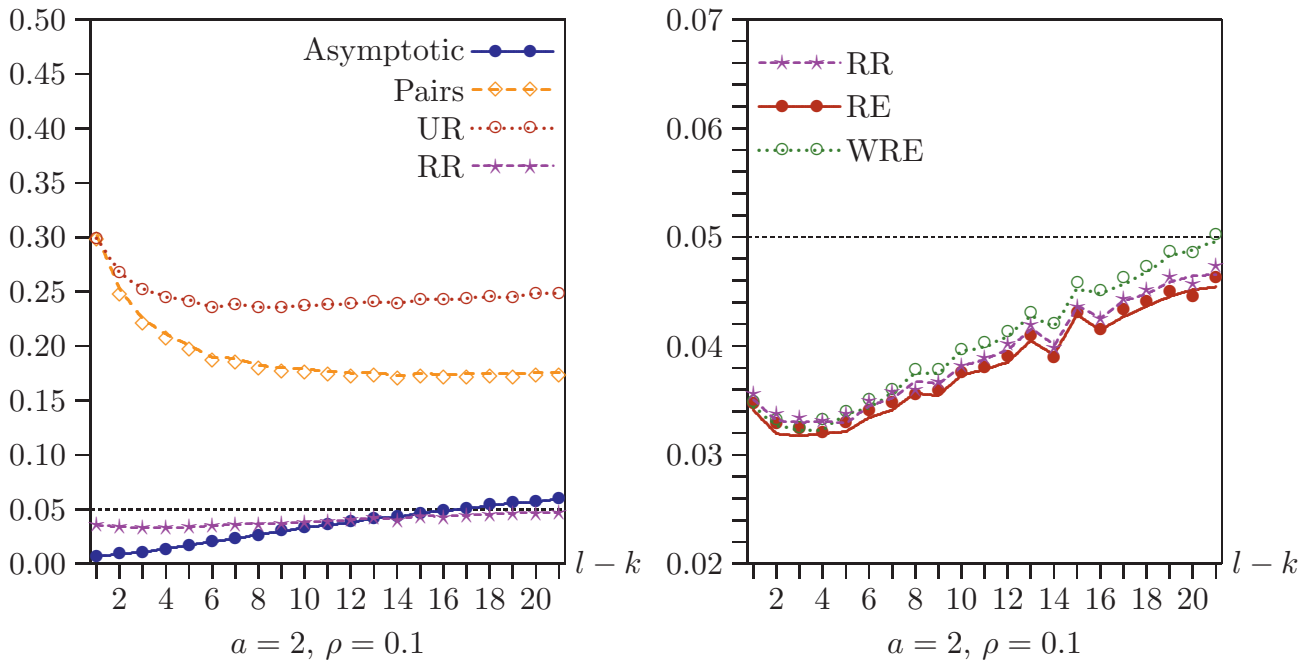 0.50
0.45
0.40
0.35
0.30
0.25
0.20
0.15
0.10
0.05
0.00
Asymptotic
Pairs
UR
RR
2 4 6 8 10 12 14 16 18 20
l − k
a = 2, ρ = 0.1
0.07
0.06
0.05
0.04
0.03
0.02
RR
RE
WRE
2 4 6 8 10 12 14 16 18 20
l − k
a = 2, ρ = 0.1